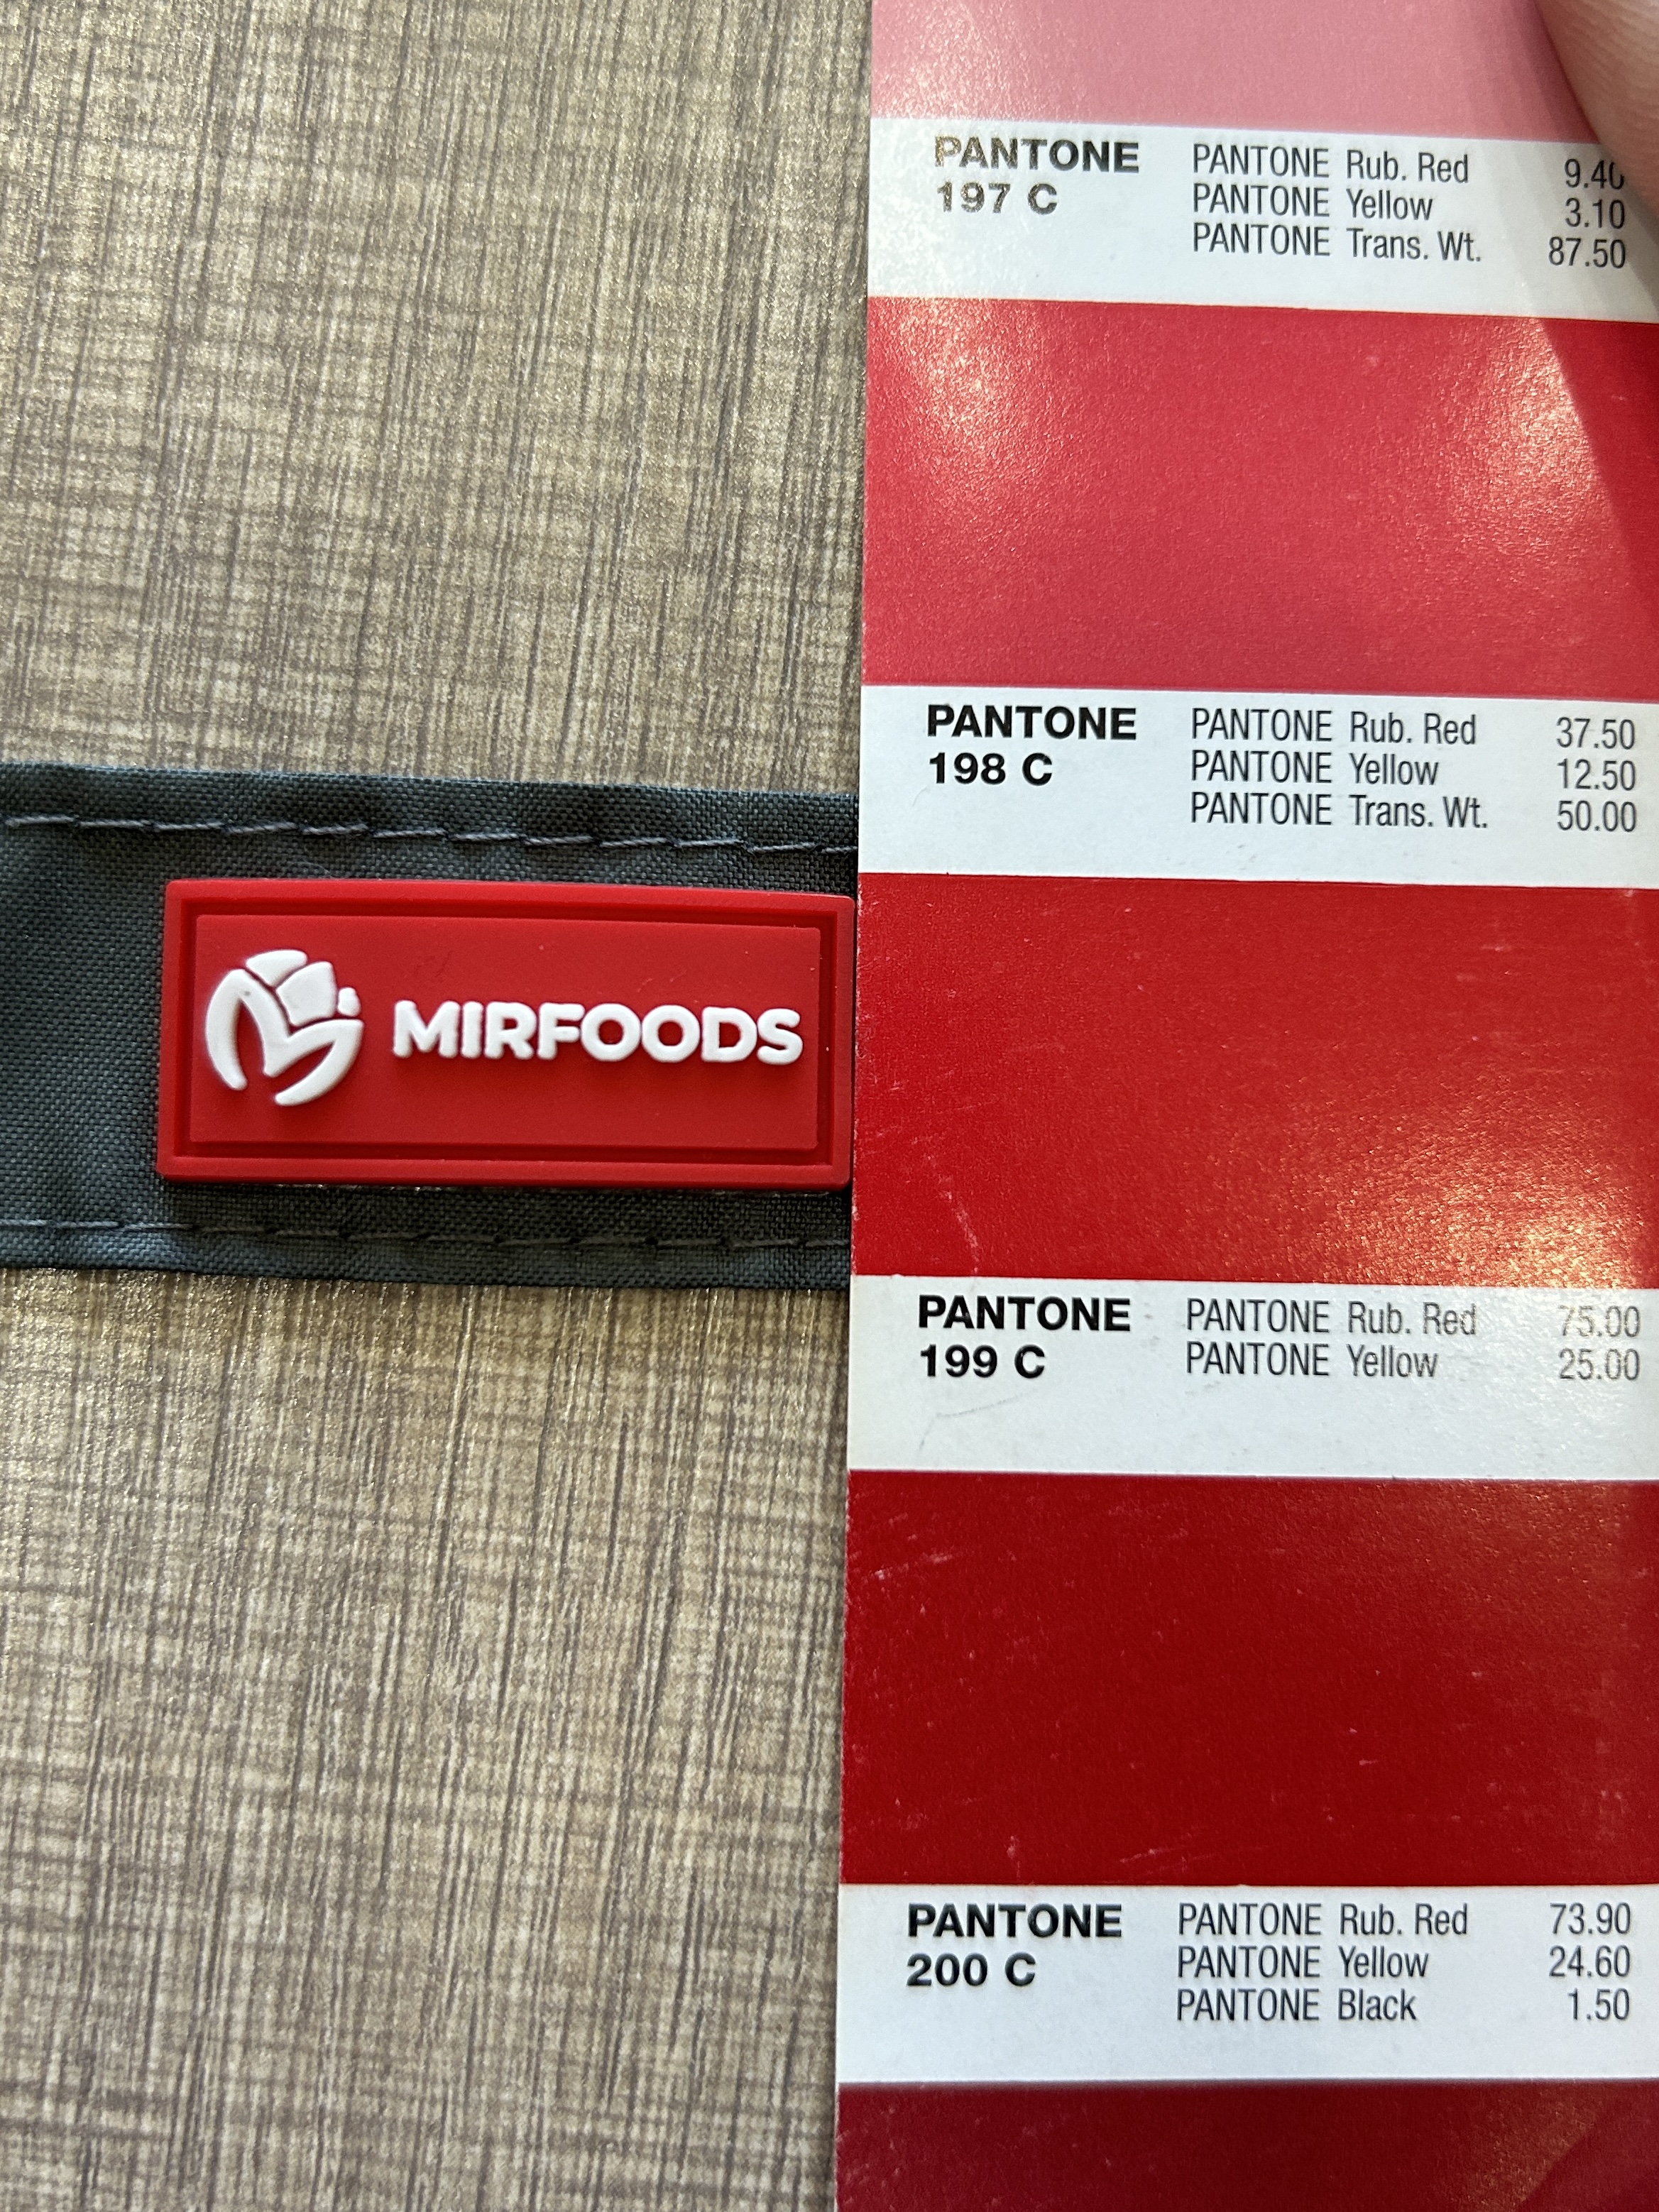 PANTONE
197 C
PANTONE Rub. Red 9.40
PANTONE Yellow 3.10
PANTONE Trans. Wt. 87.50
PANTONE
198 C
PANTONE Rub. Red 37.50
PANTONE Yellow 12.50
PANTONE Trans. Wt. 50.00
MIRFOODS
PANTONE
199 C
PANTONE Rub. Red 75.00
PANTONE Yellow 25.00
PANTONE
200 C
PANTONE Rub. Red 73.90
PANTONE Yellow 24.60
PANTONE Black 1.50